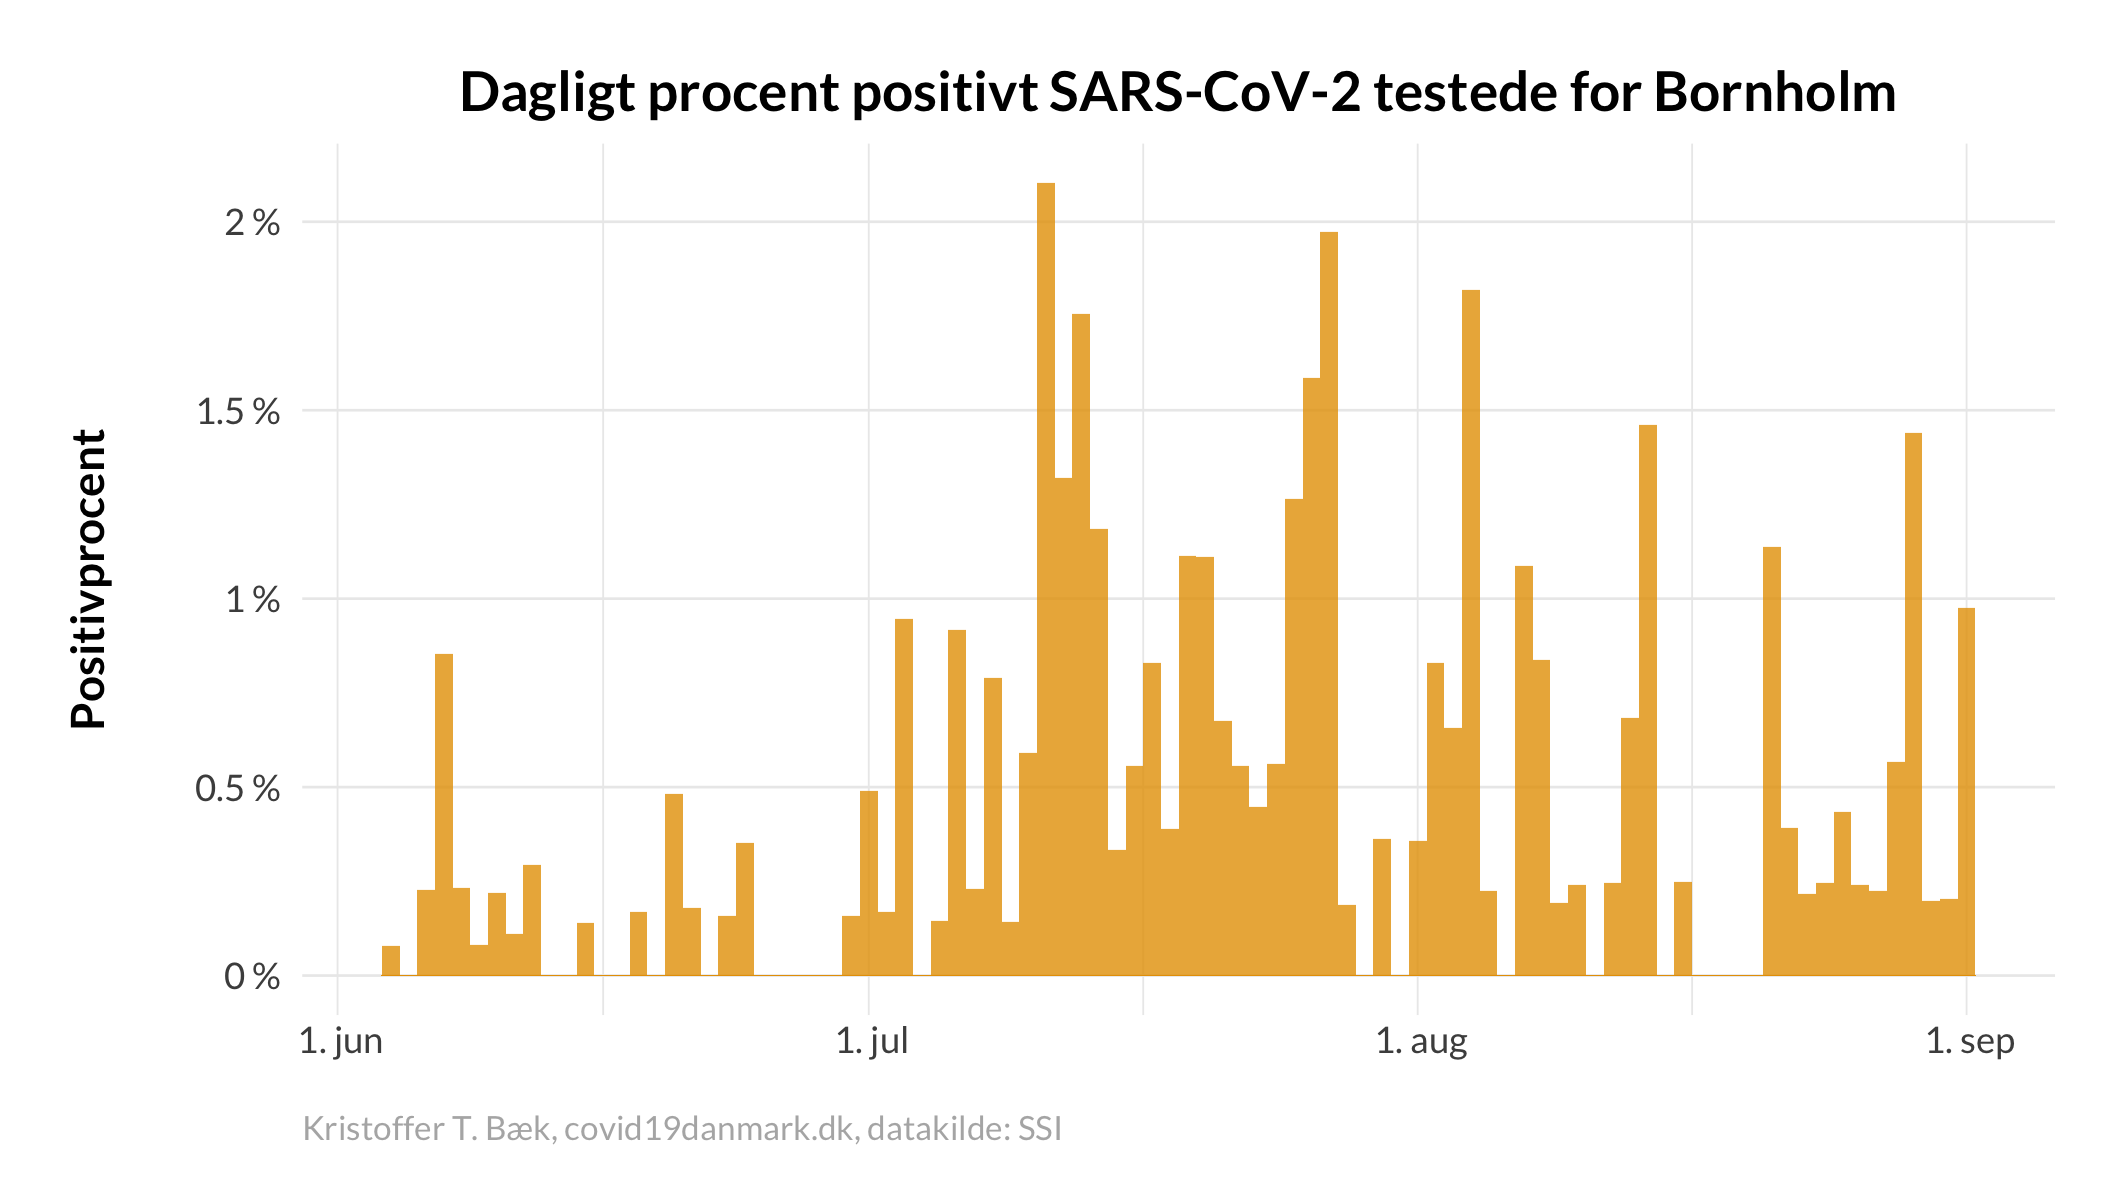 Dagligt procent positivt SARS-CoV-2 testede for Bornholm
Positivprocent
2 %
1.5 %
1 %
0.5 %
0 %
1. jun
1. jul
1. aug
1. sep
Kristoffer T. Bæk, covid19danmark.dk, datakilde: SSI